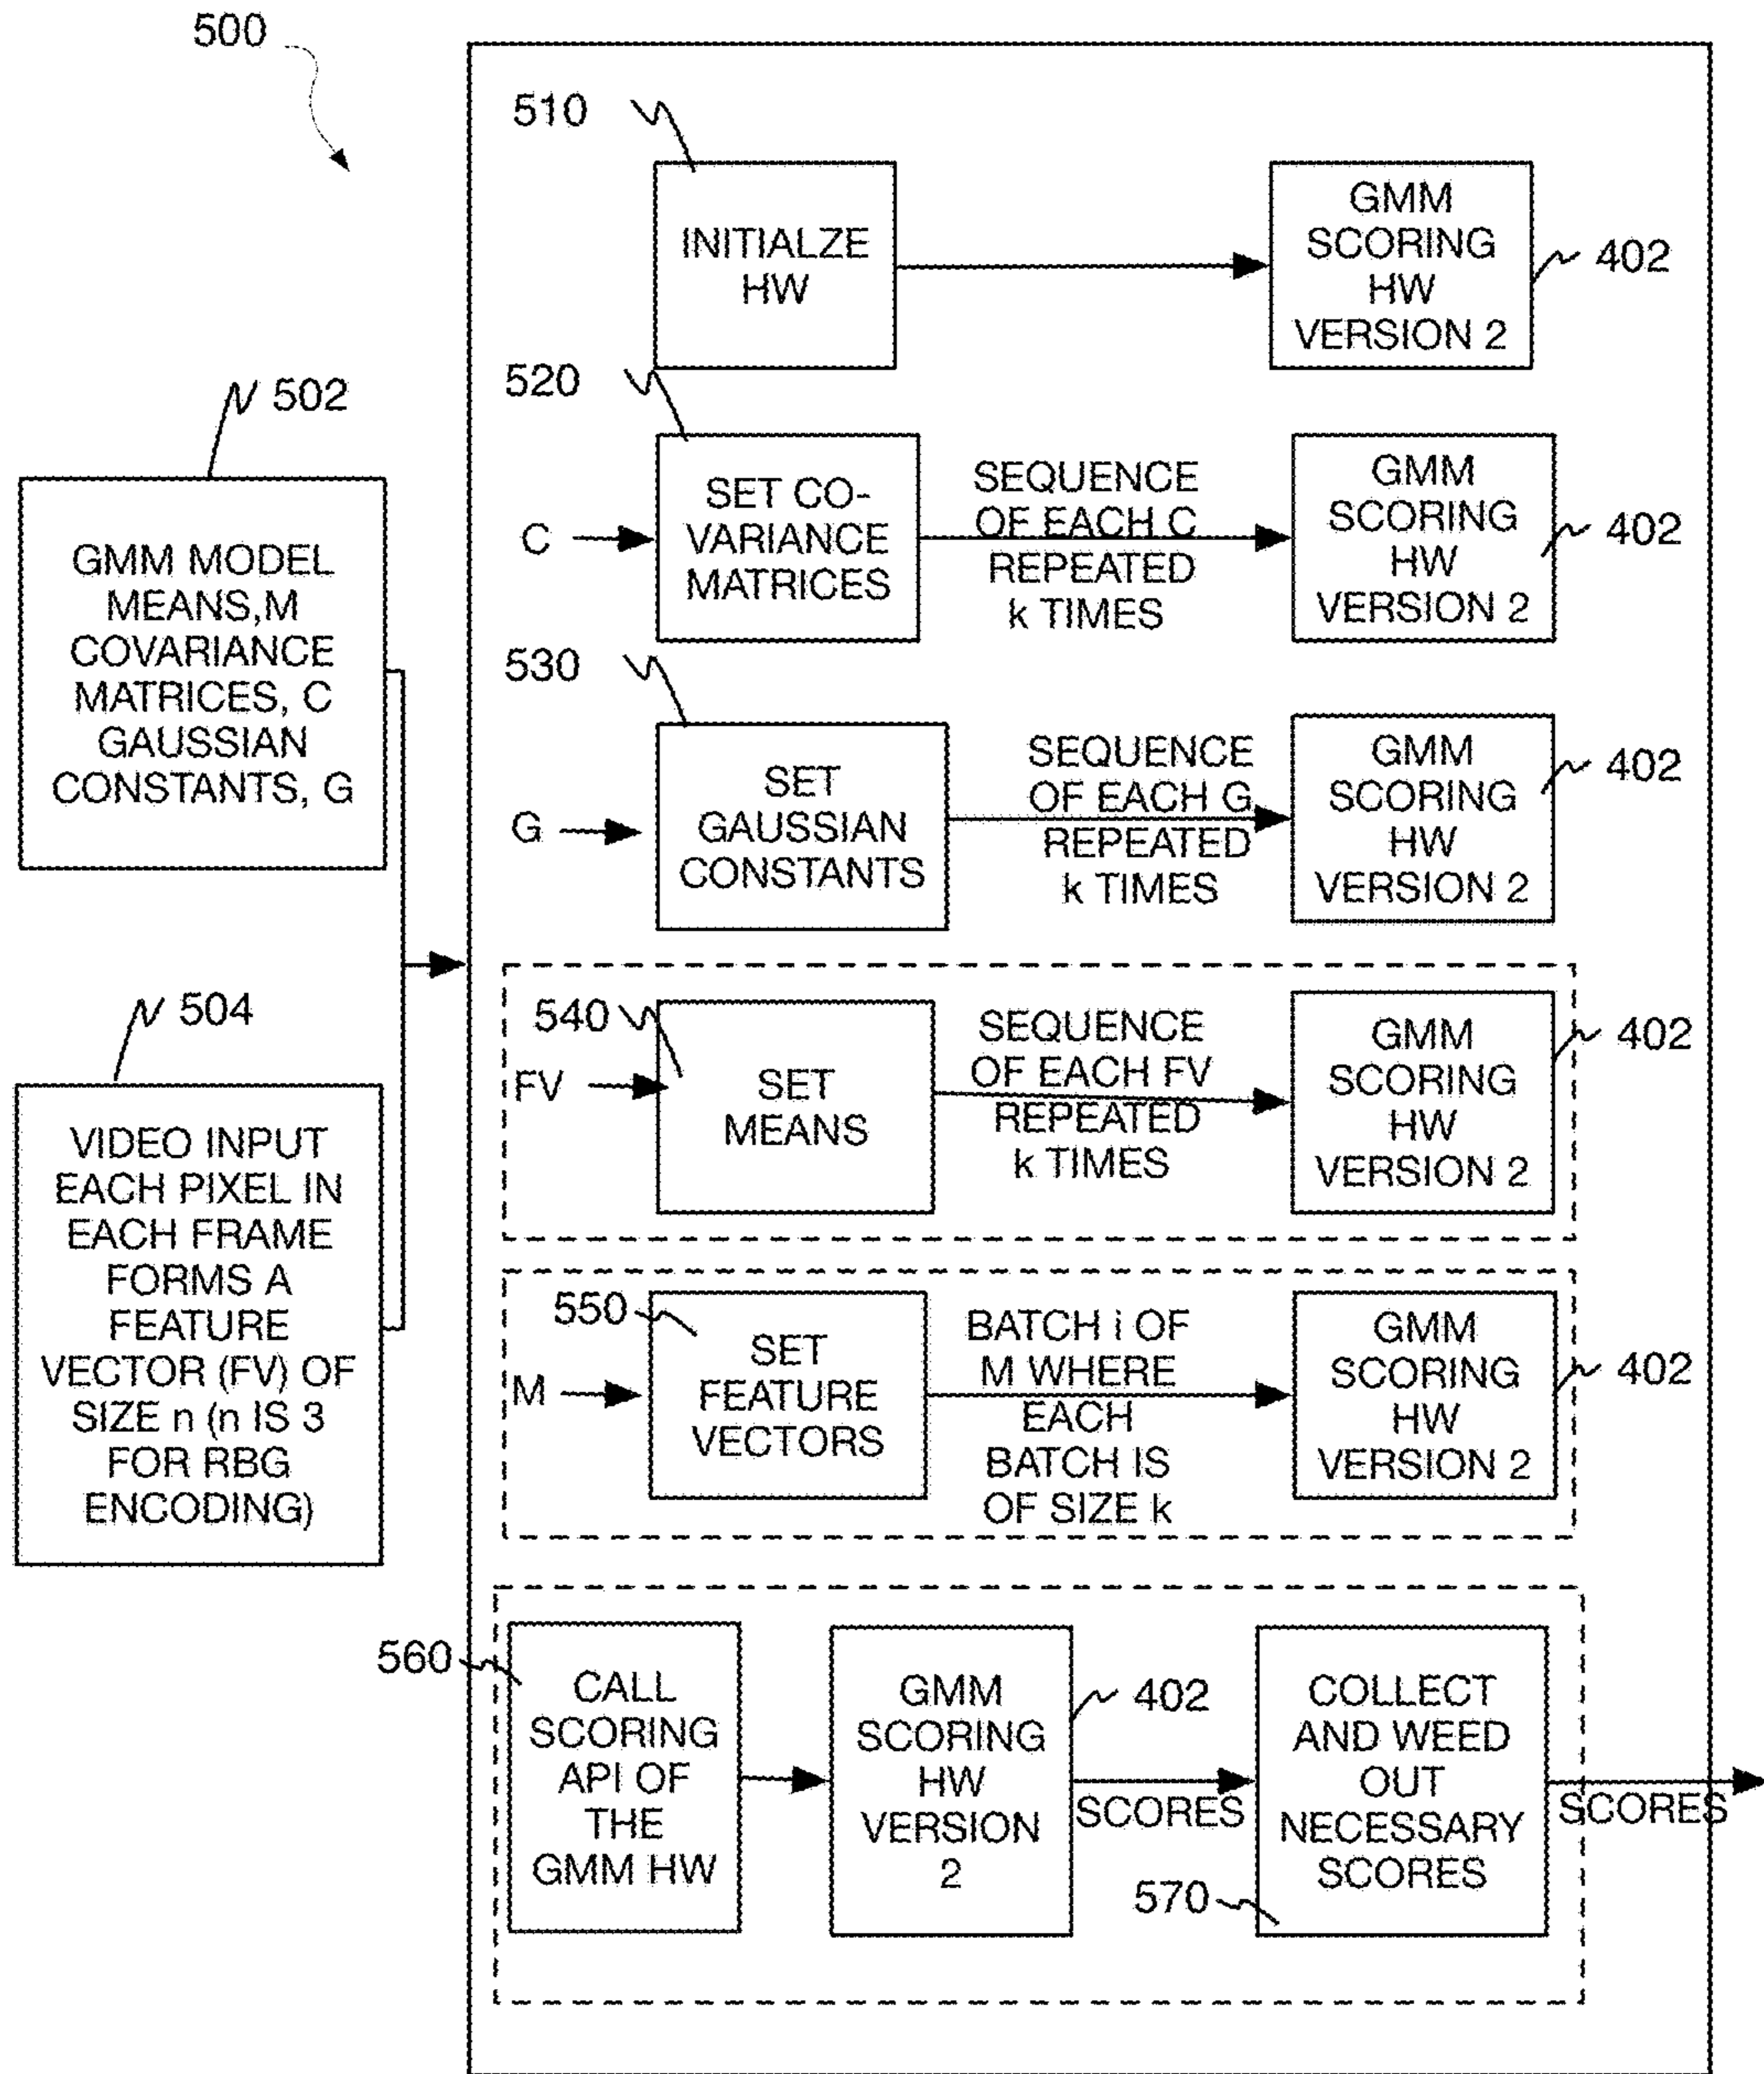 500
510
INITIALZE
HW
GMM
SCORING
HW
VERSION 2
402
502
GMM MODEL
MEANS,M
COVARIANCE
MATRICES, C
GAUSSIAN
CONSTANTS, G
520
C
SET CO-
VARIANCE
MATRICES
SEQUENCE
OF EACH C
REPEATED
k TIMES
GMM
SCORING
HW
VERSION 2
402
530
G
SET
GAUSSIAN
CONSTANTS
SEQUENCE
OF EACH G
REPEATED
k TIMES
GMM
SCORING
HW
VERSION 2
402
504
VIDEO INPUT
EACH PIXEL IN
EACH FRAME
FORMS A
FEATURE
VECTOR (FV) OF
SIZE n (n IS 3
FOR RBG
ENCODING)
540
FV
SET
MEANS
SEQUENCE
OF EACH FV
REPEATED
k TIMES
GMM
SCORING
HW
VERSION 2
402
550
M
SET
FEATURE
VECTORS
BATCH i OF
M WHERE
EACH
BATCH IS
OF SIZE k
GMM
SCORING
HW
VERSION 2
402
560
CALL
SCORING
API OF
THE
GMM HW
GMM
SCORING
HW
VERSION
2
402
SCORES
COLLECT
AND WEED
OUT
NECESSARY
SCORES
570
SCORES